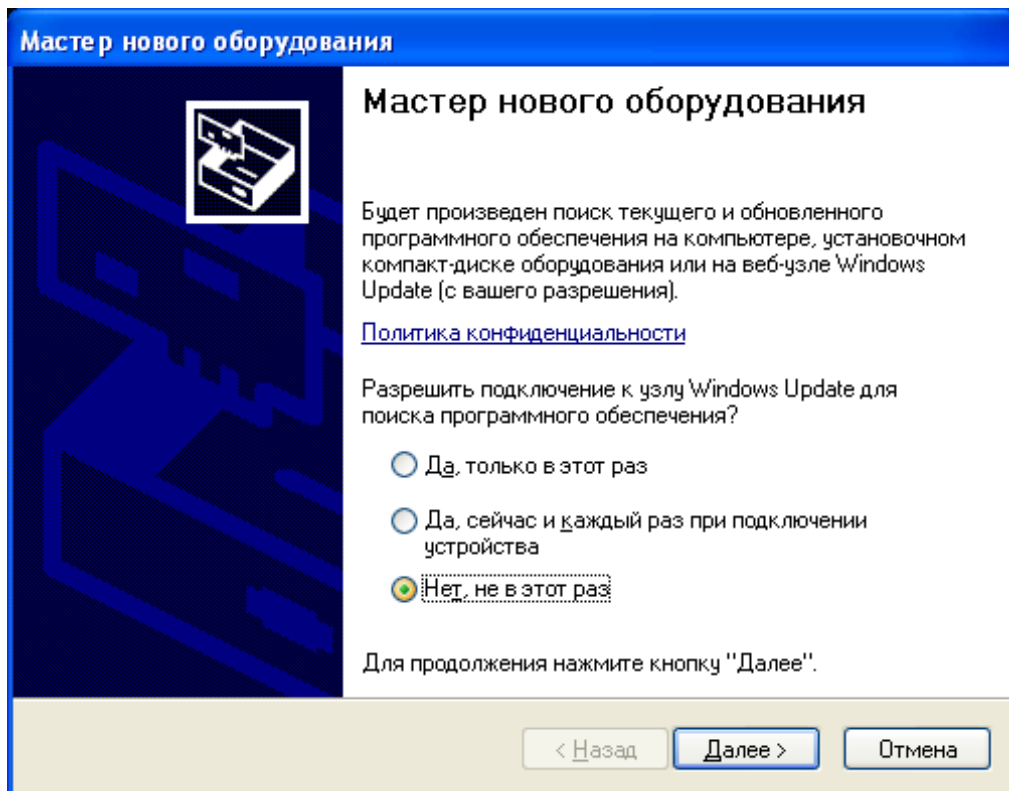 Мастер нового оборудования
Мастер нового оборудования
Будет произведен поиск текущего и обновленного
программного обеспечения на компьютере, установочном
компакт-диске оборудования или на веб-узле Windows
Update (с вашего разрешения).
Политика конфиденциальности
Разрешить подключение к узлу Windows Update для
поиска программного обеспечения?
Да, только в этот раз
Да, сейчас и каждый раз при подключении
устройства
Нет, не в этот раз
Для продолжения нажмите кнопку "Далее".
< Назад Далее > Отмена